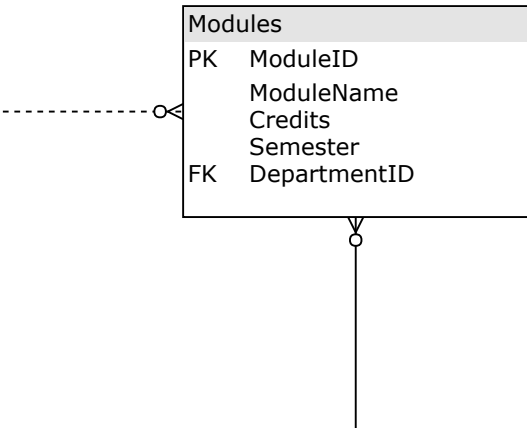 Modules
PK ModuleID
ModuleName
Credits
Semester
FK DepartmentID